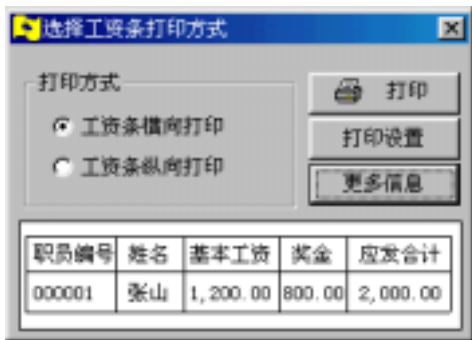 选择工资条打印方式
打印方式
工资条横向打印
工资条纵向打印
打印
打印设置
更多信息
职员编号 姓名 基本工资 奖金 应发合计
000001 张山 1,200.00 800.00 2,000.00